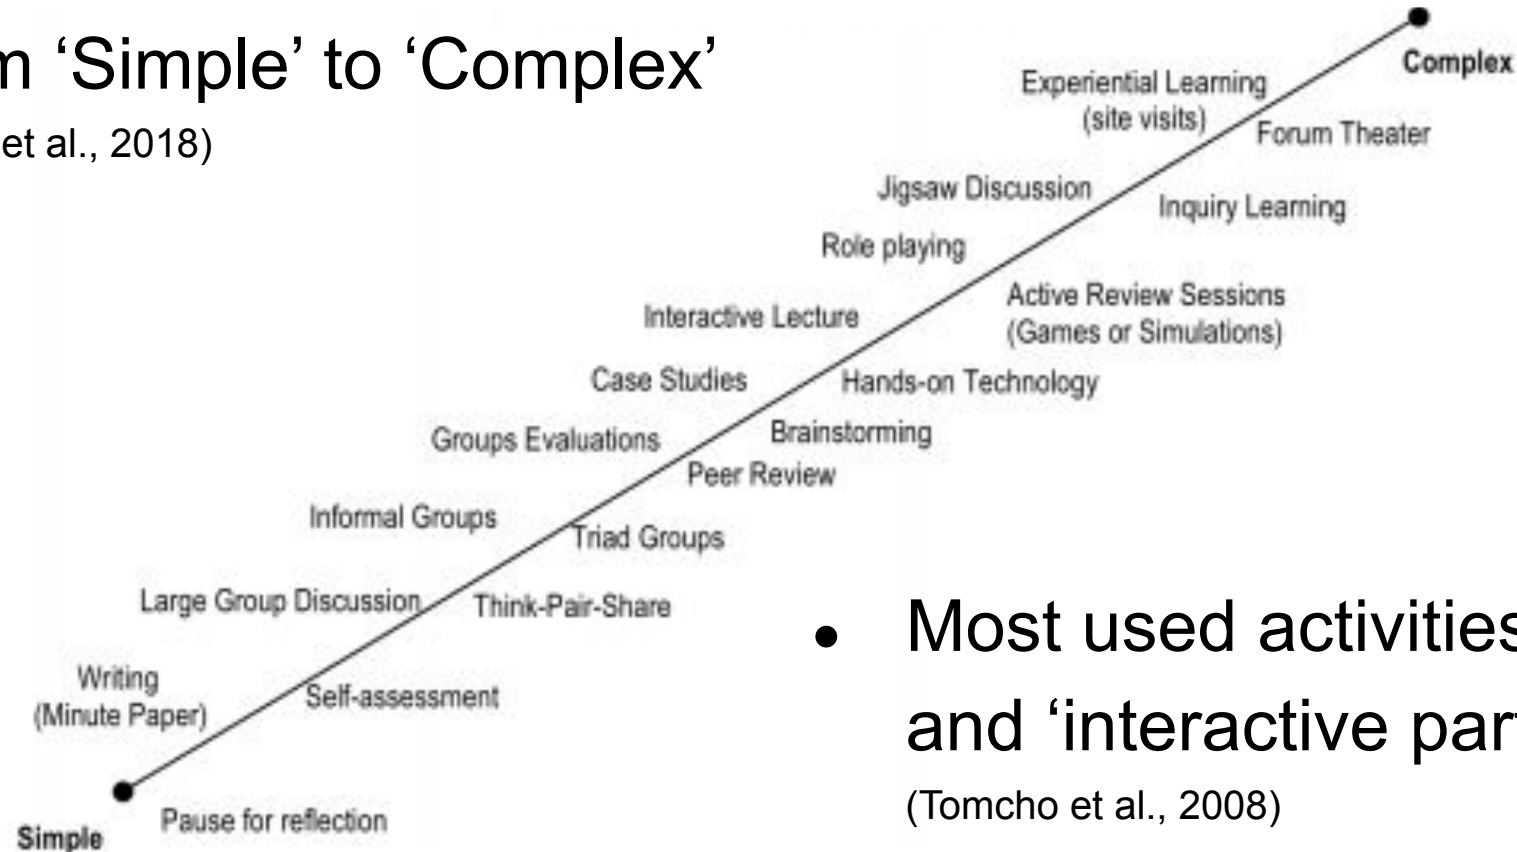 m ‘Simple’ to ‘Complex’
et al., 2018)
Complex
Experiential Learning
(site visits)
Forum Theater
Jigsaw Discussion
Inquiry Learning
Role playing
Active Review Sessions
(Games or Simulations)
Interactive Lecture
Case Studies
Hands-on Technology
Groups Evaluations
Brainstorming
Peer Review
Informal Groups
Triad Groups
Large Group Discussion
Think-Pair-Share
Writing
(Minute Paper)
Self-assessment
Pause for reflection
Simple
• Most used activities
and ‘interactive par
(Tomcho et al., 2008)